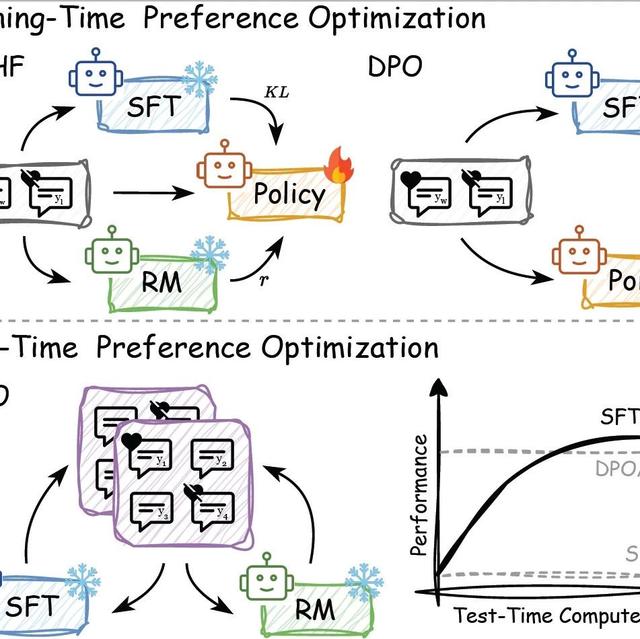 ning-Time Preference Optimization
HF
DPO
SFT
KL
SF
Policy
y_w
y_l
y_w
y_l
RM
r
Po
-Time Preference Optimization
O
y_1
y_2
y_3
y_4
SFT
RM
Performance
SFT
DPO
S
Test-Time Compute